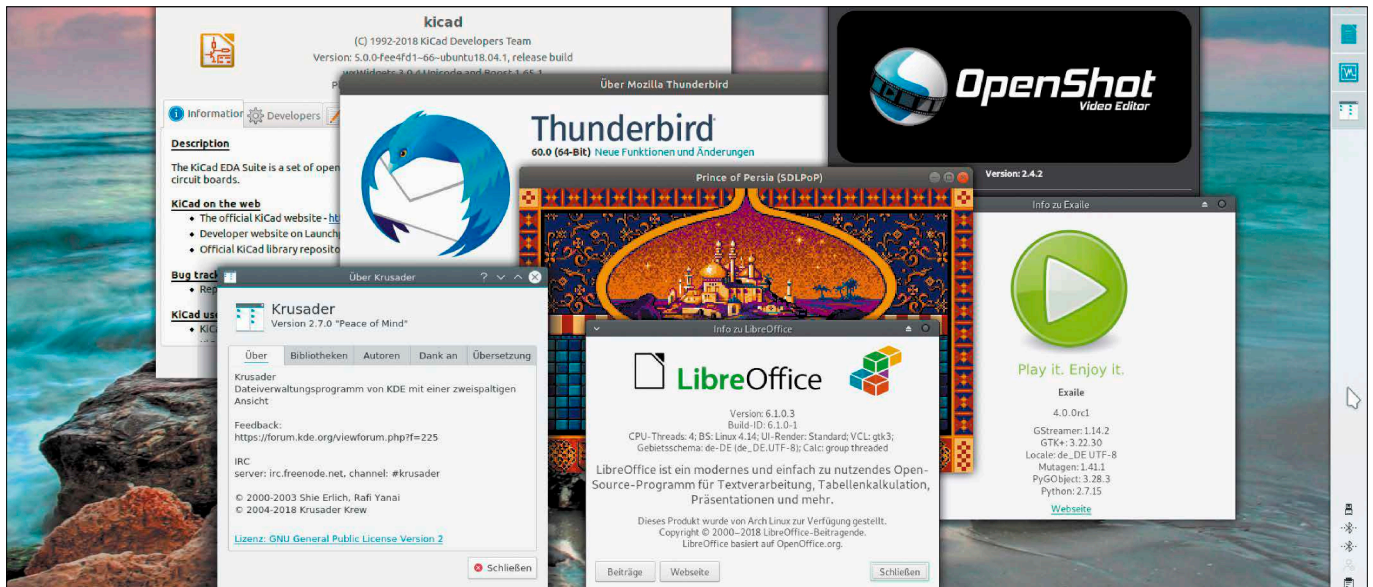 kicad
(C) 1992-2018 KiCad Developers Team
Version: 5.0.0-fee4fd1~66~ubuntu18.04.1, release build
Information
Developers
Description
The KiCad EDA Suite is a set of open
circuit boards.
KiCad on the web
The official KiCad website -
Developer website on
Official KiCad library
Bug
KiCad
Über Mozilla Thunderbird
Thunderbird
60.0 (64-Bit) Neue Funktionen und Änderungen
OpenShot
Video Editor
Version: 2.4.2
Prince of Persia (SDLPoP)
Info zu Exaile
Play it. Enjoy it.
Exaile
4.0.0rc1
GStreamer: 1.14.2
GTK+: 3.22.30
Locale: de_DE UTF-8
Mutagen: 1.41.1
PyGObject: 3.28.3
Python: 2.7.15
Webseite
Über Krusader
Krusader
Version 2.7.0 "Peace of Mind"
Über
Bibliotheken
Autoren
Dank an
Übersetzung
Krusader
Dateiverwaltungsprogramm von KDE mit einer zweispaltigen
Ansicht
Feedback:
https://forum.kde.org/viewforum.php?f=225
IRC
server: irc.freenode.net, channel: #krusader
© 2000-2003 Shie Erlich, Rafi Yanai
© 2004-2018 Krusader Krew
Lizenz: GNU General Public License Version 2
Schließen
Info zu LibreOffice
LibreOffice
Version: 6.1.0.3
Build-ID: 6.1.0-1
CPU-Threads: 4; BS: Linux 4.14; UI-Render: Standard; VCL: gtk3;
Gebietsschema: de-DE (de_DE.UTF-8); Calc: group threaded
LibreOffice ist ein modernes und einfach zu nutzendes Open-
Source-Programm für Textverarbeitung, Tabellenkalkulation,
Präsentationen und mehr.
Dieses Produkt wurde von Arch Linux zur Verfügung gestellt.
Copyright © 2000–2018 LibreOffice-Beitragende.
LibreOffice basiert auf OpenOffice.org.
Beiträge
Webseite
Schließen